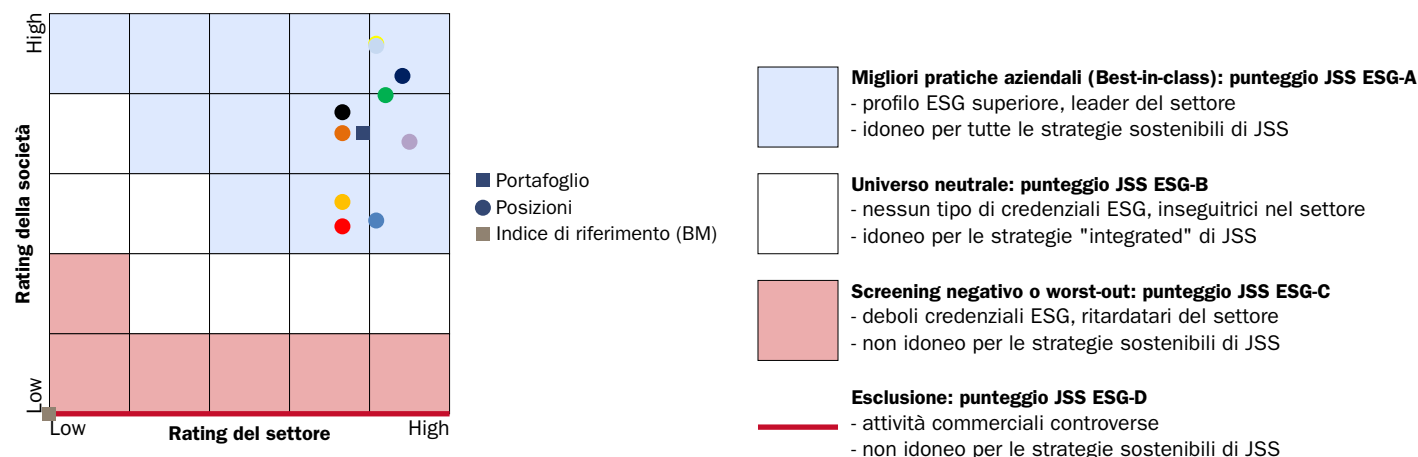 High
Rating della società
Low
Low
Rating del settore
High
Portafoglio
Posizioni
Indice di riferimento (BM)
Migliori pratiche aziendali (Best-in-class): punteggio JSS ESG-A
- profilo ESG superiore, leader del settore
- idoneo per tutte le strategie sostenibili di JSS
Universo neutrale: punteggio JSS ESG-B
- nessun tipo di credenziali ESG, inseguitrici nel settore
- idoneo per le strategie "integrated" di JSS
Screening negativo o worst-out: punteggio JSS ESG-C
- deboli credenziali ESG, ritardatari del settore
- non idoneo per le strategie sostenibili di JSS
Esclusione: punteggio JSS ESG-D
- attività commerciali controverse
- non idoneo per le strategie sostenibili di JSS